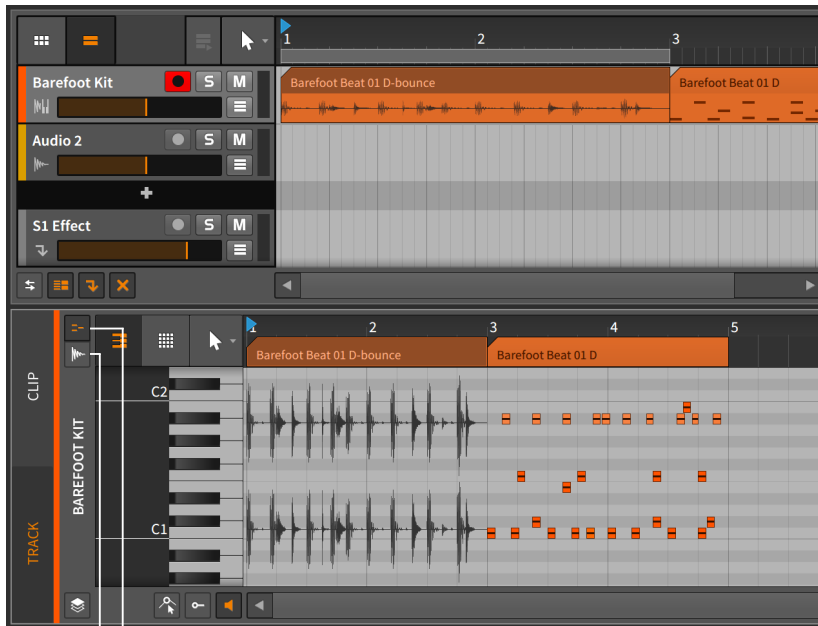 1 2 3
Barefoot Kit S M
Barefoot Beat 01 D-bounce Barefoot Beat 01 D
Audio 2 S M
S1 Effect S M
1 2 3 4 5
Barefoot Beat 01 D-bounce Barefoot Beat 01 D
CLIP
TRACK
BAREFOOT KIT
C2
C1